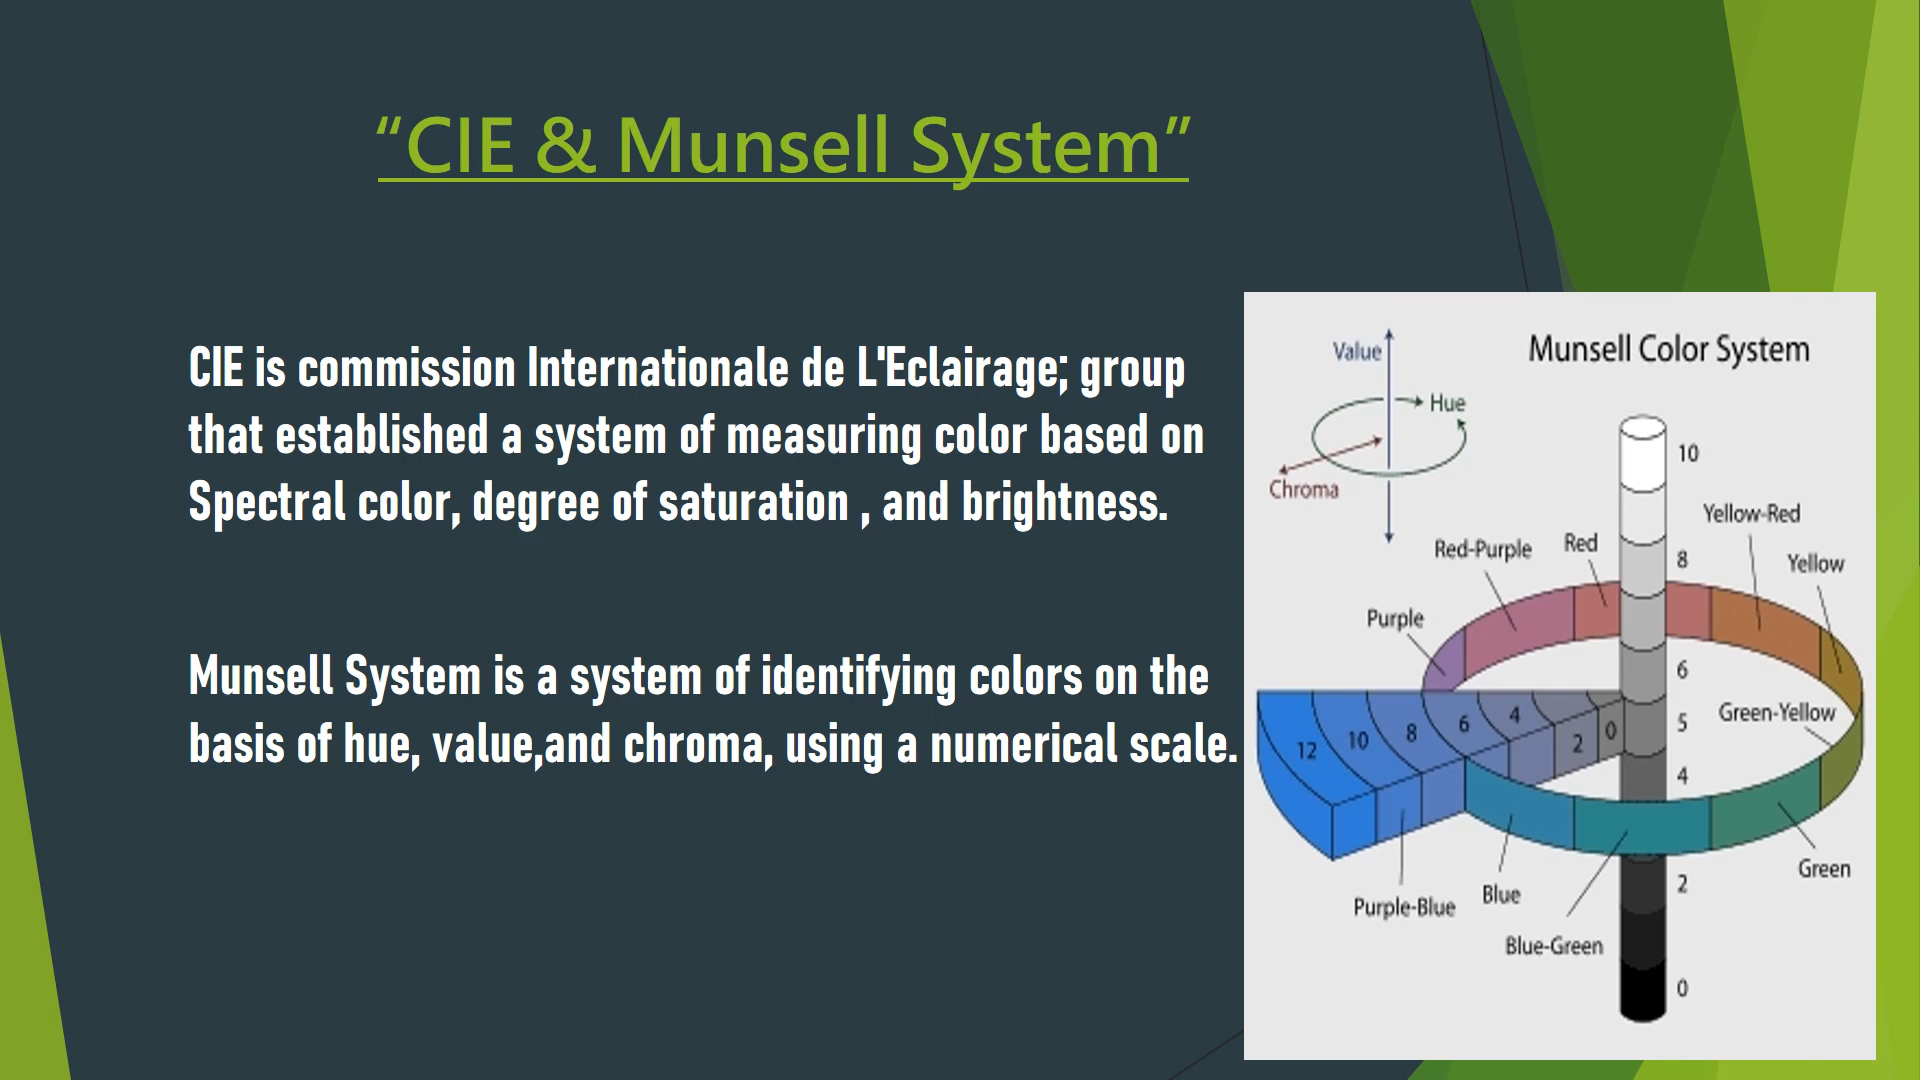 “CIE & Munsell System”
CIE is commission Internationale de L'Eclairage; group
that established a system of measuring color based on
Spectral color, degree of saturation , and brightness.
Munsell System is a system of identifying colors on the
basis of hue, value,and chroma, using a numerical scale.
Munsell Color System
Value
Hue
Chroma
10
Yellow-Red
Red
Red-Purple
8
Yellow
Purple
6
Green-Yellow
5
12
10
8
6
4
2
0
4
Green
2
Blue
Purple-Blue
Blue-Green
0